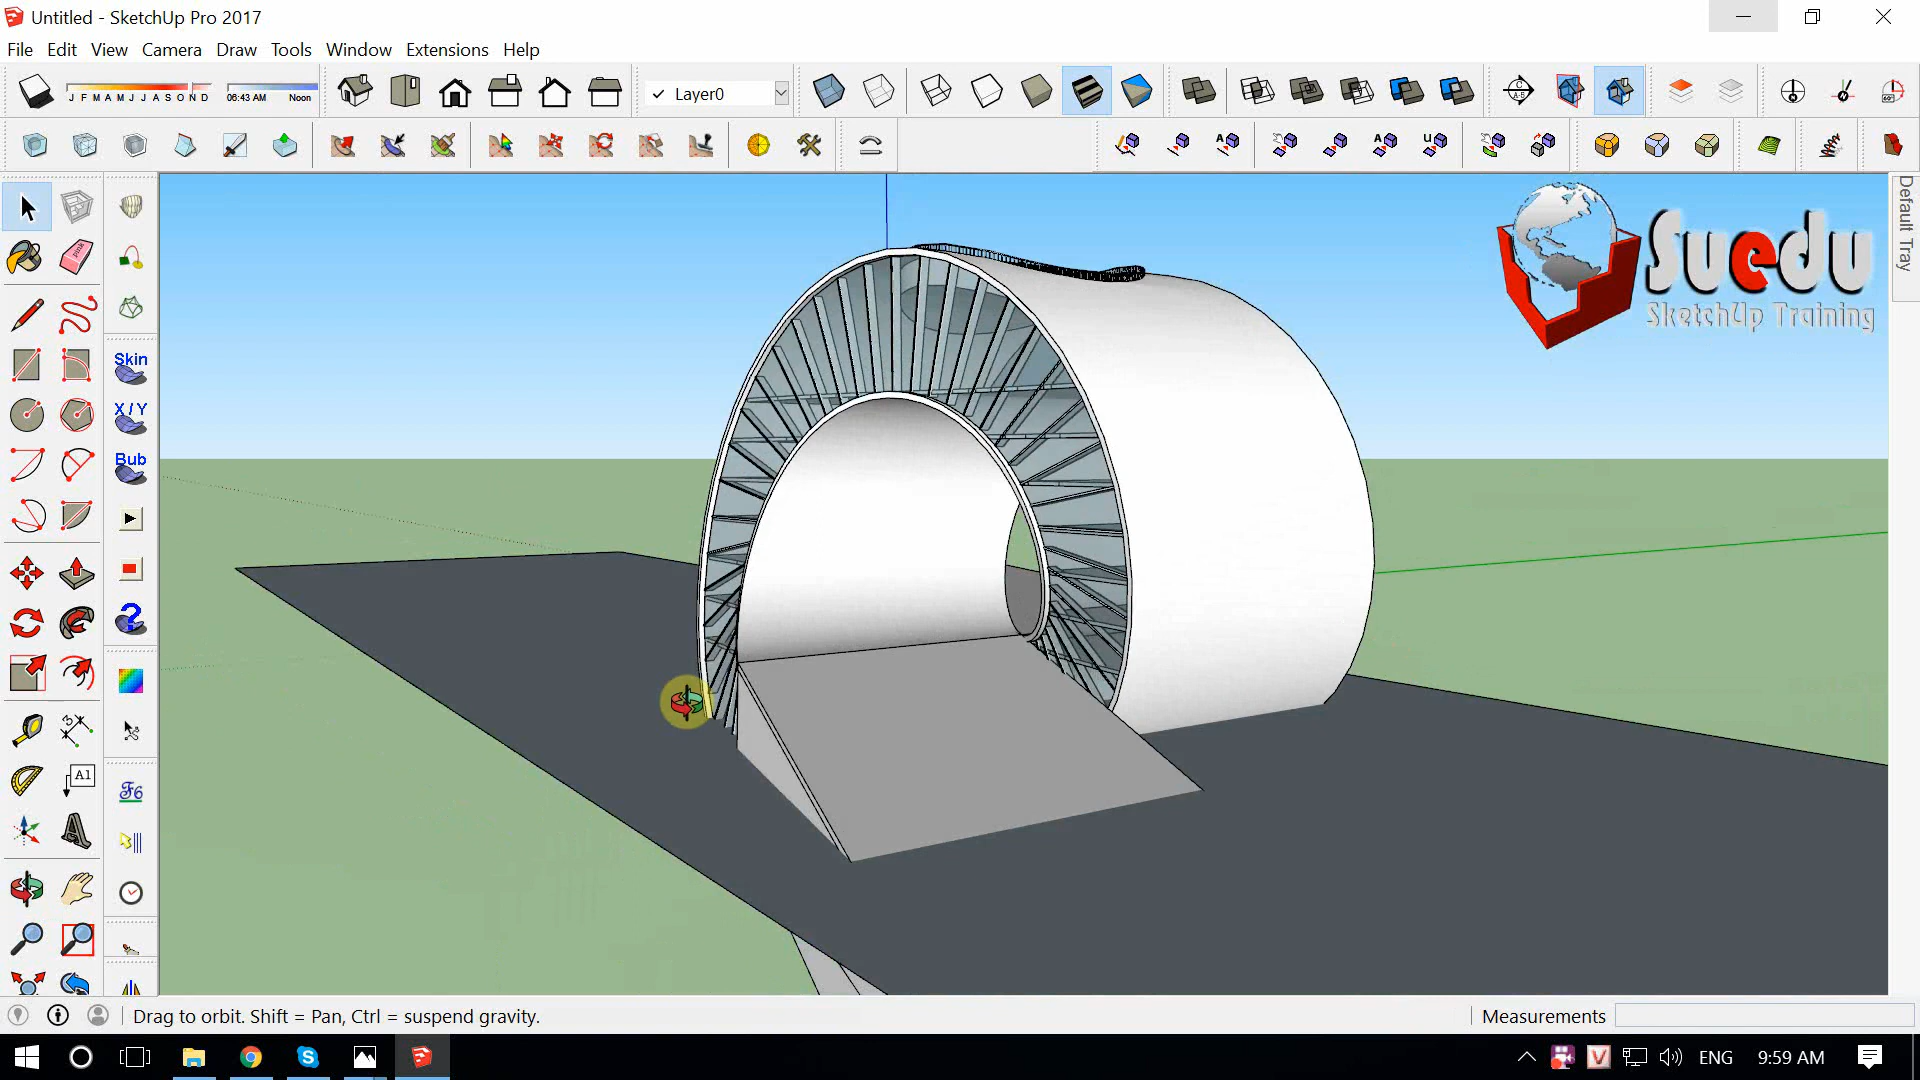 Untitled - SketchUp Pro 2017
File Edit View Camera Draw Tools Window Extensions Help
J F M A M J J A S O N D
06:43 AM Noon
Layer0
Suedu
SketchUp Training
Default Tray
Skin
X / Y
Bub
A1
F6
Drag to orbit. Shift = Pan, Ctrl = suspend gravity.
Measurements
ENG
9:59 AM